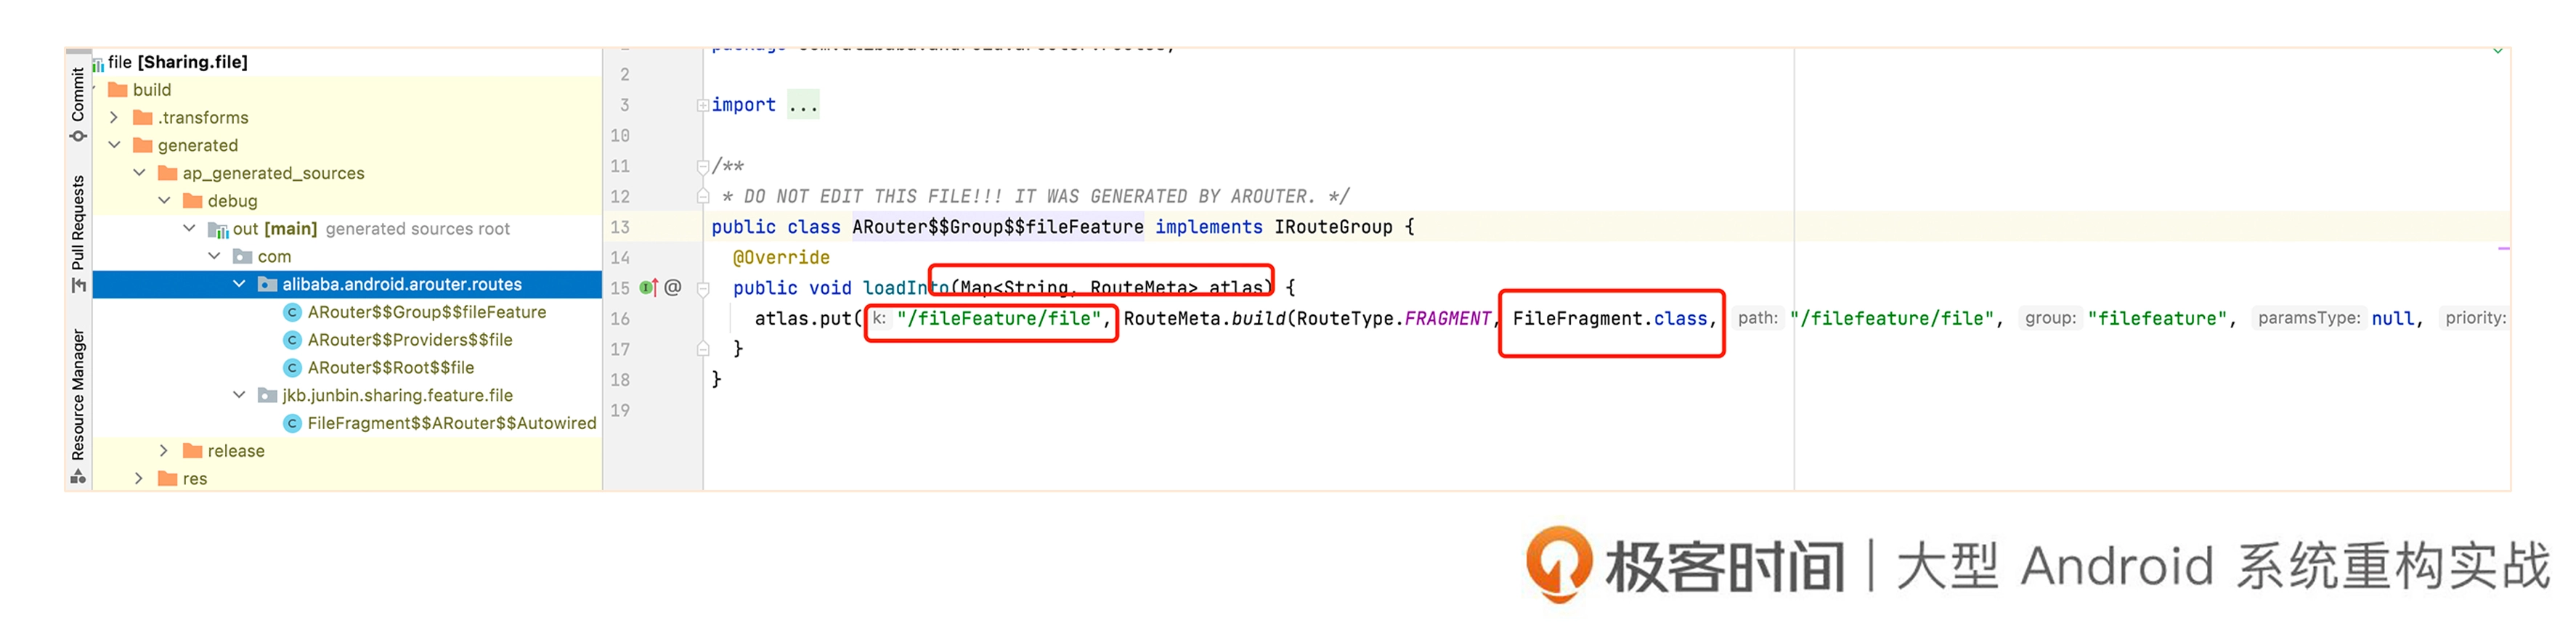 Commit
Pull Requests
Resource Manager
file [Sharing.file]
build
.transforms
generated
ap_generated_sources
debug
out [main] generated sources root
com
alibaba.android.arouter.routes
ARouter$$Group$$fileFeature
ARouter$$Providers$$file
ARouter$$Root$$file
jkb.junbin.sharing.feature.file
FileFragment$$ARouter$$Autowired
release
res
2
3 import ...
10
11 /**
12 * DO NOT EDIT THIS FILE!!! IT WAS GENERATED BY AROUTER. */
13 public class ARouter$$Group$$fileFeature implements IRouteGroup {
14 @Override
15 @ public void loadInto(Map<String, RouteMeta> atlas) {
16 atlas.put( k: "/fileFeature/file", RouteMeta.build(RouteType.FRAGMENT, FileFragment.class, path: "/filefeature/file", group: "filefeature", paramsType: null, priority:
17 }
18 }
19
极客时间 | 大型 Android 系统重构实战